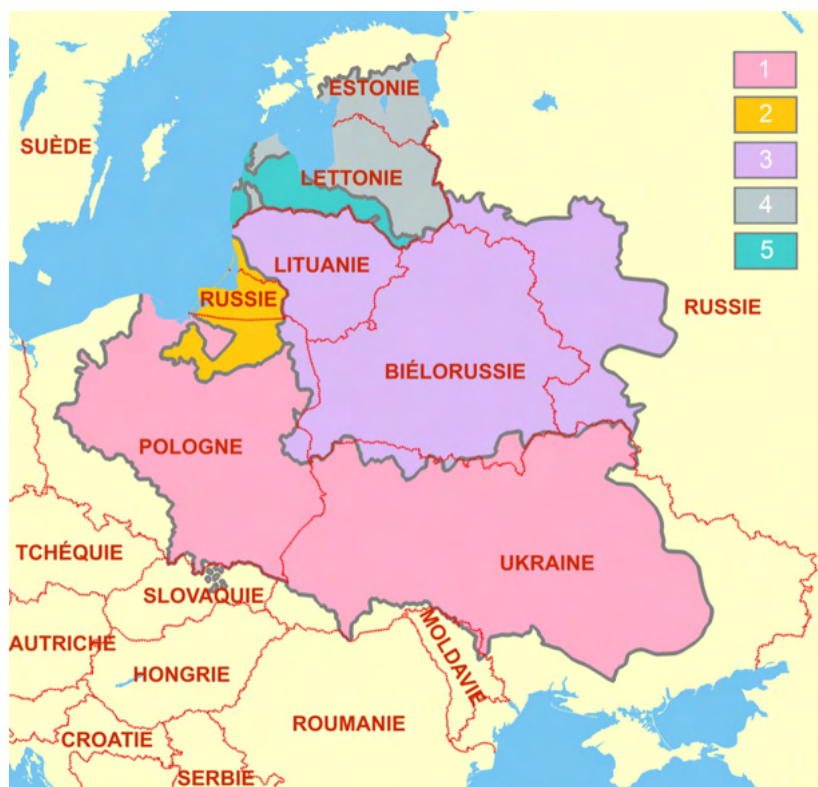 ESTONIE
1
2
SUÈDE
3
LETTONIE
4
5
LITUANIE
RUSSIE
RUSSIE
BIÉLORUSSIE
POLOGNE
TCHÉQUIE
UKRAINE
SLOVAQUIE
MOLDAVIE
AUTRICHE
HONGRIE
ROUMANIE
CROATIE
SERBIE